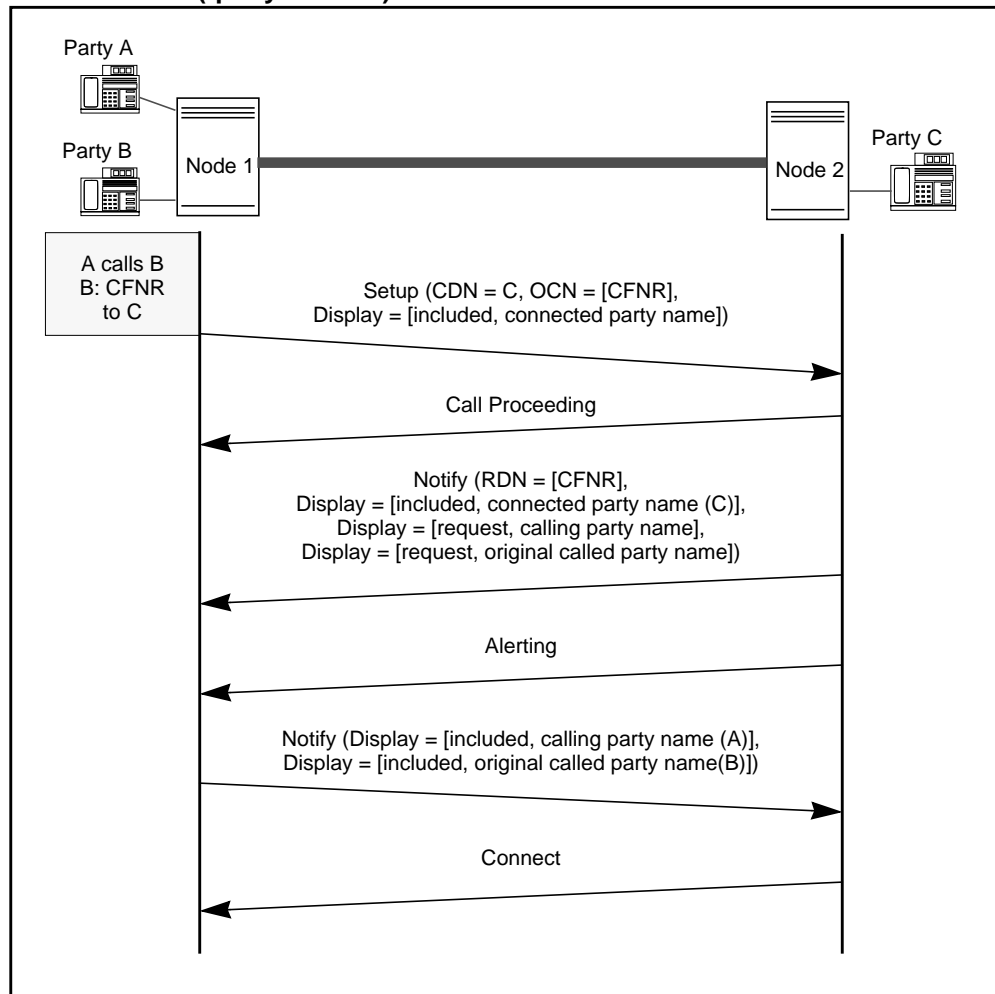 Party A
Party B
Node 1
Node 2
Party C
A calls B
B: CFNR
to C
Setup (CDN = C, OCN = [CFNR],
Display = [included, connected party name])
Call Proceeding
Notify (RDN = [CFNR],
Display = [included, connected party name (C)],
Display = [request, calling party name],
Display = [request, original called party name])
Alerting
Notify (Display = [included, calling party name (A)],
Display = [included, original called party name(B)])
Connect